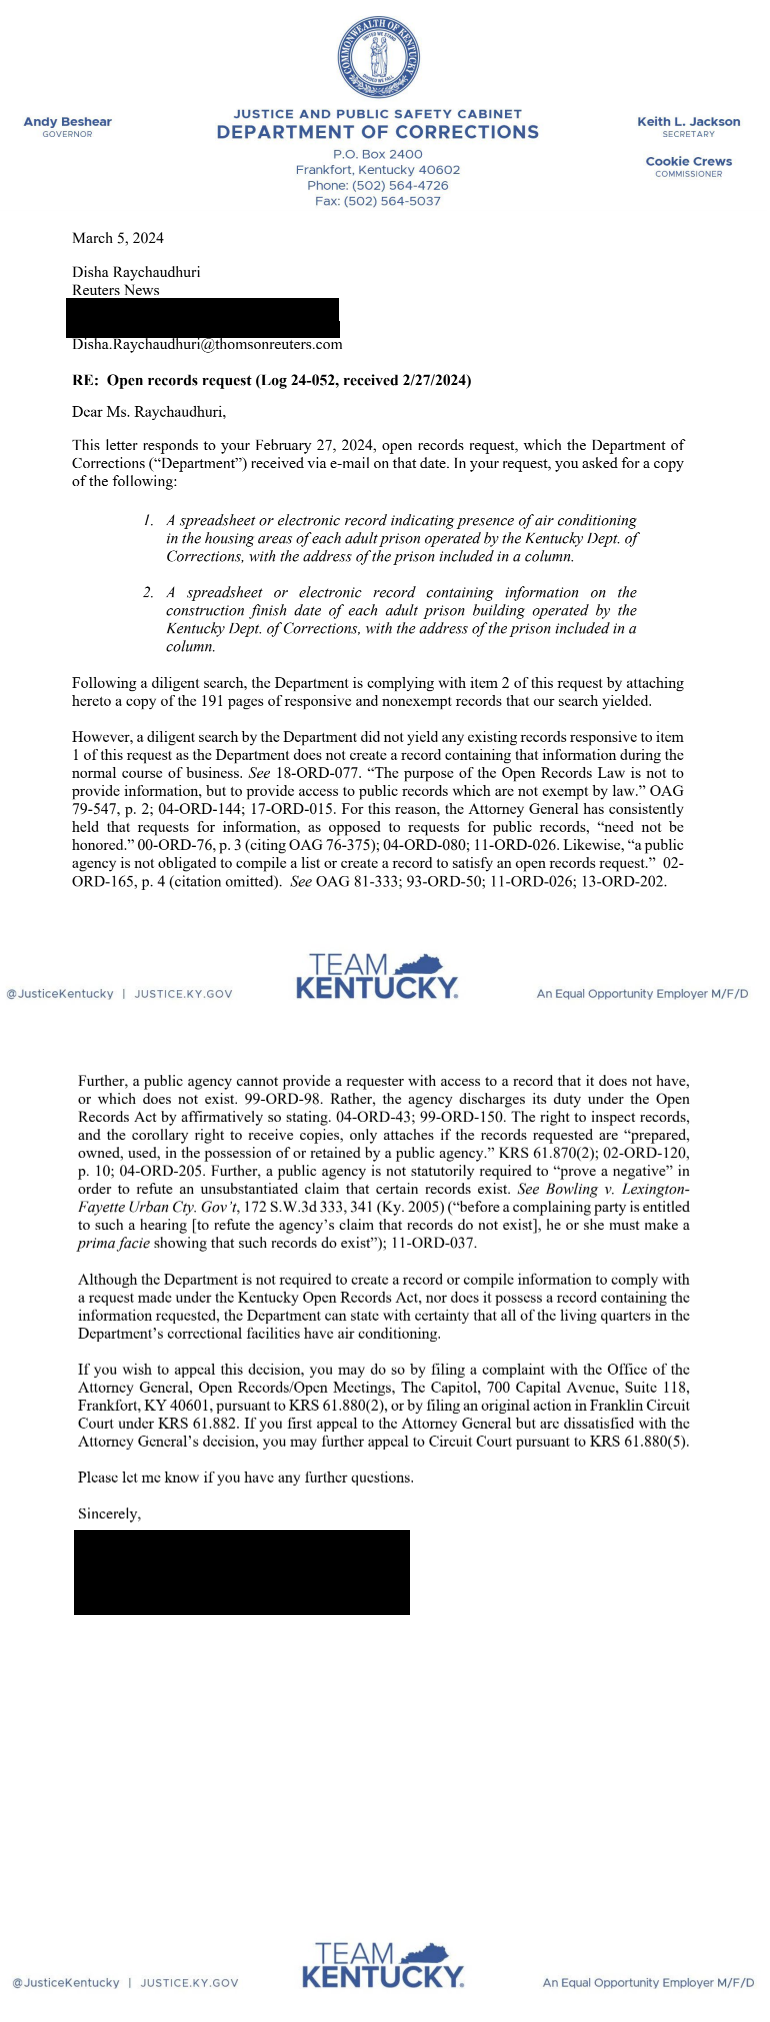 COMMONWEALTH OF KENTUCKY
UNITED WE STAND
DIVIDED WE FALL
Andy Beshear
GOVERNOR
JUSTICE AND PUBLIC SAFETY CABINET
DEPARTMENT OF CORRECTIONS
P.O. Box 2400
Frankfort, Kentucky 40602
Phone: (502) 564-4726
Fax: (502) 564-5037
Keith L. Jackson
SECRETARY
Cookie Crews
COMMISSIONER
March 5, 2024
Disha Raychaudhuri
Reuters News
Disha.Raychaudhuri@thomsonreuters.com
RE: Open records request (Log 24-052, received 2/27/2024)
Dear Ms. Raychaudhuri,
This letter responds to your February 27, 2024, open records request, which the Department of
Corrections (“Department”) received via e-mail on that date. In your request, you asked for a copy
of the following:
1. A spreadsheet or electronic record indicating presence of air conditioning
in the housing areas of each adult prison operated by the Kentucky Dept. of
Corrections, with the address of the prison included in a column.
2. A spreadsheet or electronic record containing information on the
construction finish date of each adult prison building operated by the
Kentucky Dept. of Corrections, with the address of the prison included in a
column.
Following a diligent search, the Department is complying with item 2 of this request by attaching
hereto a copy of the 191 pages of responsive and nonexempt records that our search yielded.
However, a diligent search by the Department did not yield any existing records responsive to item
1 of this request as the Department does not create a record containing that information during the
normal course of business. See 18-ORD-077. “The purpose of the Open Records Law is not to
provide information, but to provide access to public records which are not exempt by law.” OAG
79-547, p. 2; 04-ORD-144; 17-ORD-015. For this reason, the Attorney General has consistently
held that requests for information, as opposed to requests for public records, “need not be
honored.” 00-ORD-76, p. 3 (citing OAG 76-375); 04-ORD-080; 11-ORD-026. Likewise, “a public
agency is not obligated to compile a list or create a record to satisfy an open records request.” 02-
ORD-165, p. 4 (citation omitted). See OAG 81-333; 93-ORD-50; 11-ORD-026; 13-ORD-202.
@JusticeKentucky | JUSTICE.KY.GOV
TEAM
KENTUCKY®
An Equal Opportunity Employer M/F/D
Further, a public agency cannot provide a requester with access to a record that it does not have,
or which does not exist. 99-ORD-98. Rather, the agency discharges its duty under the Open
Records Act by affirmatively so stating. 04-ORD-43; 99-ORD-150. The right to inspect records,
and the corollary right to receive copies, only attaches if the records requested are “prepared,
owned, used, in the possession of or retained by a public agency.” KRS 61.870(2); 02-ORD-120,
p. 10; 04-ORD-205. Further, a public agency is not statutorily required to “prove a negative” in
order to refute an unsubstantiated claim that certain records exist. See Bowling v. Lexington-
Fayette Urban Cty. Gov’t, 172 S.W.3d 333, 341 (Ky. 2005) (“before a complaining party is entitled
to such a hearing [to refute the agency’s claim that records do not exist], he or she must make a
prima facie showing that such records do exist”); 11-ORD-037.
Although the Department is not required to create a record or compile information to comply with
a request made under the Kentucky Open Records Act, nor does it possess a record containing the
information requested, the Department can state with certainty that all of the living quarters in the
Department’s correctional facilities have air conditioning.
If you wish to appeal this decision, you may do so by filing a complaint with the Office of the
Attorney General, Open Records/Open Meetings, The Capitol, 700 Capital Avenue, Suite 118,
Frankfort, KY 40601, pursuant to KRS 61.880(2), or by filing an original action in Franklin Circuit
Court under KRS 61.882. If you first appeal to the Attorney General but are dissatisfied with the
Attorney General’s decision, you may further appeal to Circuit Court pursuant to KRS 61.880(5).
Please let me know if you have any further questions.
Sincerely,
@JusticeKentucky | JUSTICE.KY.GOV
TEAM
KENTUCKY®
An Equal Opportunity Employer M/F/D